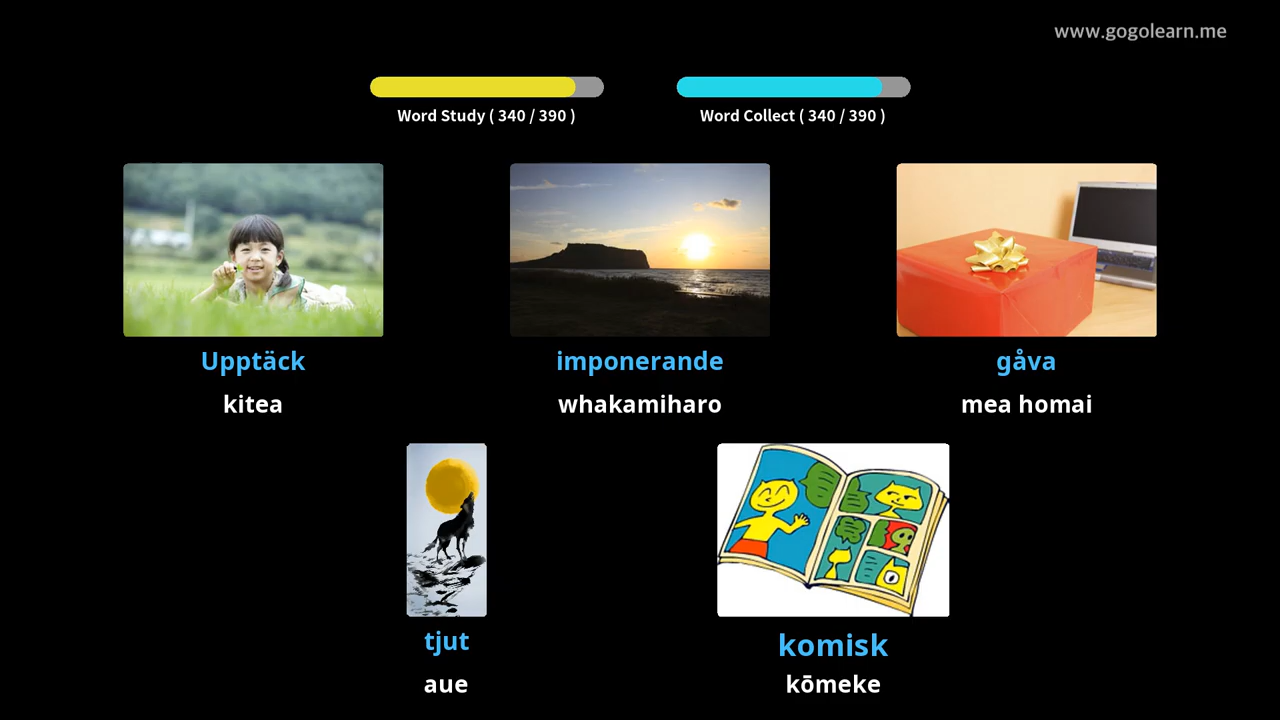 www.gogolearn.me
Word Study ( 340 / 390 )
Word Collect ( 340 / 390 )
Upptäck
kitea
imponerande
whakamiharo
gåva
mea homai
tjut
aue
komisk
kōmeke